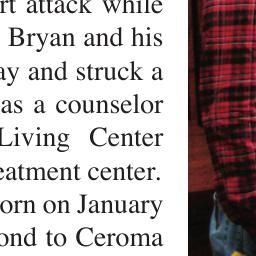 rt attack while
Bryan and his
ay and struck a
as a counselor
Living Center
eatment center.
orn on January
ond to Ceroma